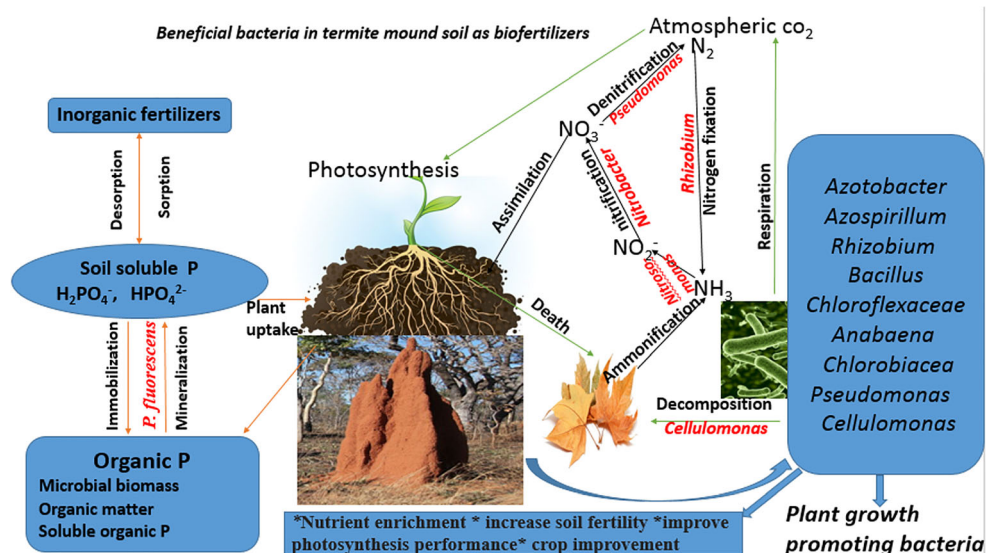 Beneficial bacteria in termite mound soil as biofertilizers
Atmospheric co₂
N₂
Inorganic fertilizers
Desorption
Sorption
Soil soluble P
H₂PO₄⁻, HPO₄²⁻
Plant
uptake
Immobilization
P. fluorescens
Mineralization
Organic P
Microbial biomass
Organic matter
Soluble organic P
Photosynthesis
Assimilation
Death
NO₃⁻
Denitrification
Pseudomonas
nitrification
Nitrobacter
NO₂⁻
Nitroso
monas
Rhizobium
Nitrogen fixation
NH₃
Ammonification
Respiration
Decomposition
Cellulomonas
Azotobacter
Azospirillum
Rhizobium
Bacillus
Chloroflexaceae
Anabaena
Chlorobiacea
Pseudomonas
Cellulomonas
Plant growth
promoting bacteria
*Nutrient enrichment * increase soil fertility *improve
photosynthesis performance* crop improvement